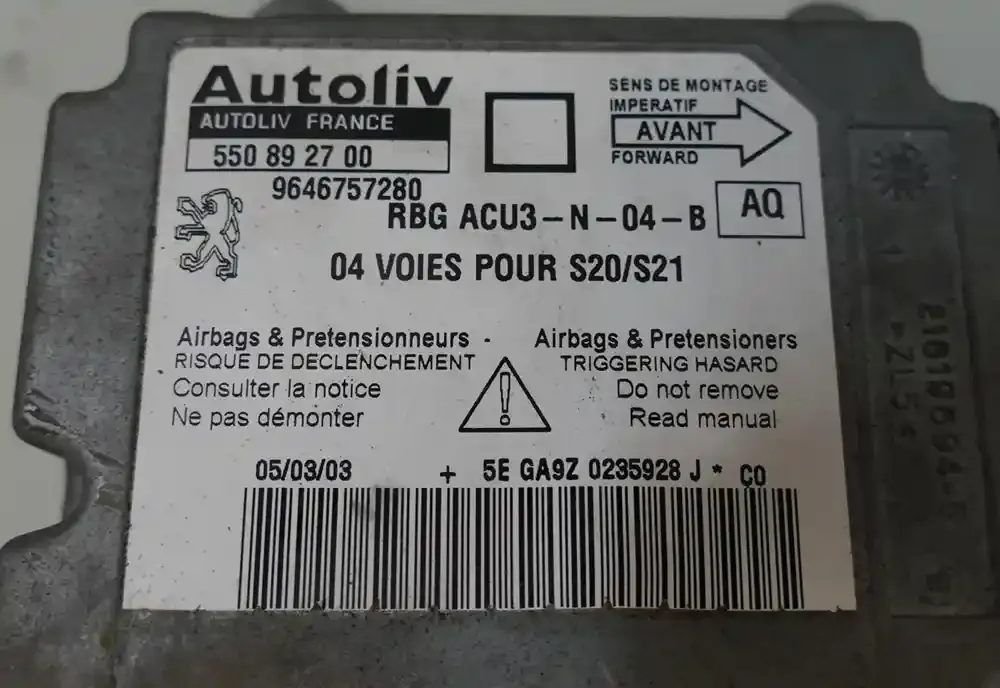 Autoliv
AUTOLIV FRANCE
550 89 27 00
9646757280
SENS DE MONTAGE
IMPERATIF
AVANT
FORWARD
RBG ACU3-N-04-B
AQ
04 VOIES POUR S20/S21
Airbags & Pretensionneurs -
RISQUE DE DECLENCHEMENT
Consulter la notice
Ne pas démonter
Airbags & Pretensioners
TRIGGERING HASARD
Do not remove
Read manual
05/03/03 + 5E GA9Z 0235928 J * ÇO